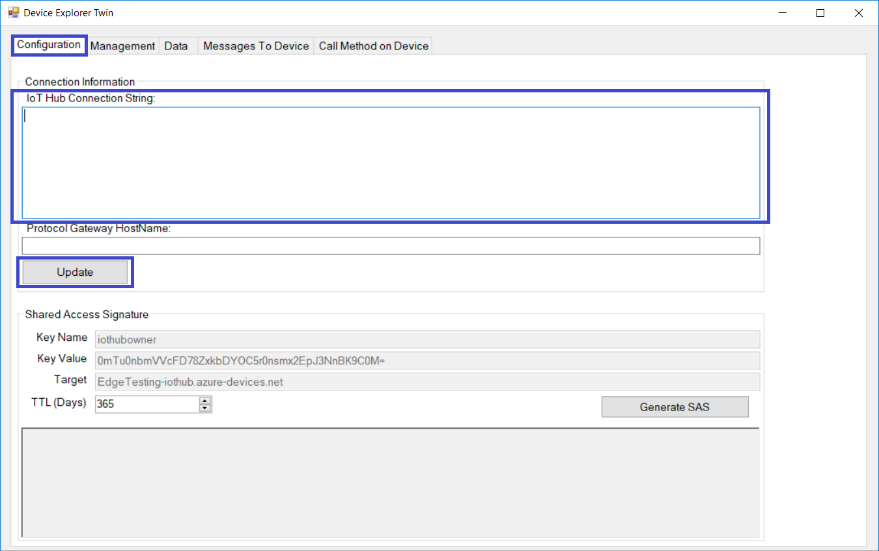 Device Explorer Twin
Configuration Management Data Messages To Device Call Method on Device
Connection Information
IoT Hub Connection String:
Protocol Gateway HostName:
Update
Shared Access Signature
Key Name iothubowner
Key Value 0mTu0nbmVVcFD78ZxkbDYOC5r0nsmx2EpJ3NnBK9C0M=
Target EdgeTesting-iothub.azure-devices.net
TTL (Days) 365
Generate SAS